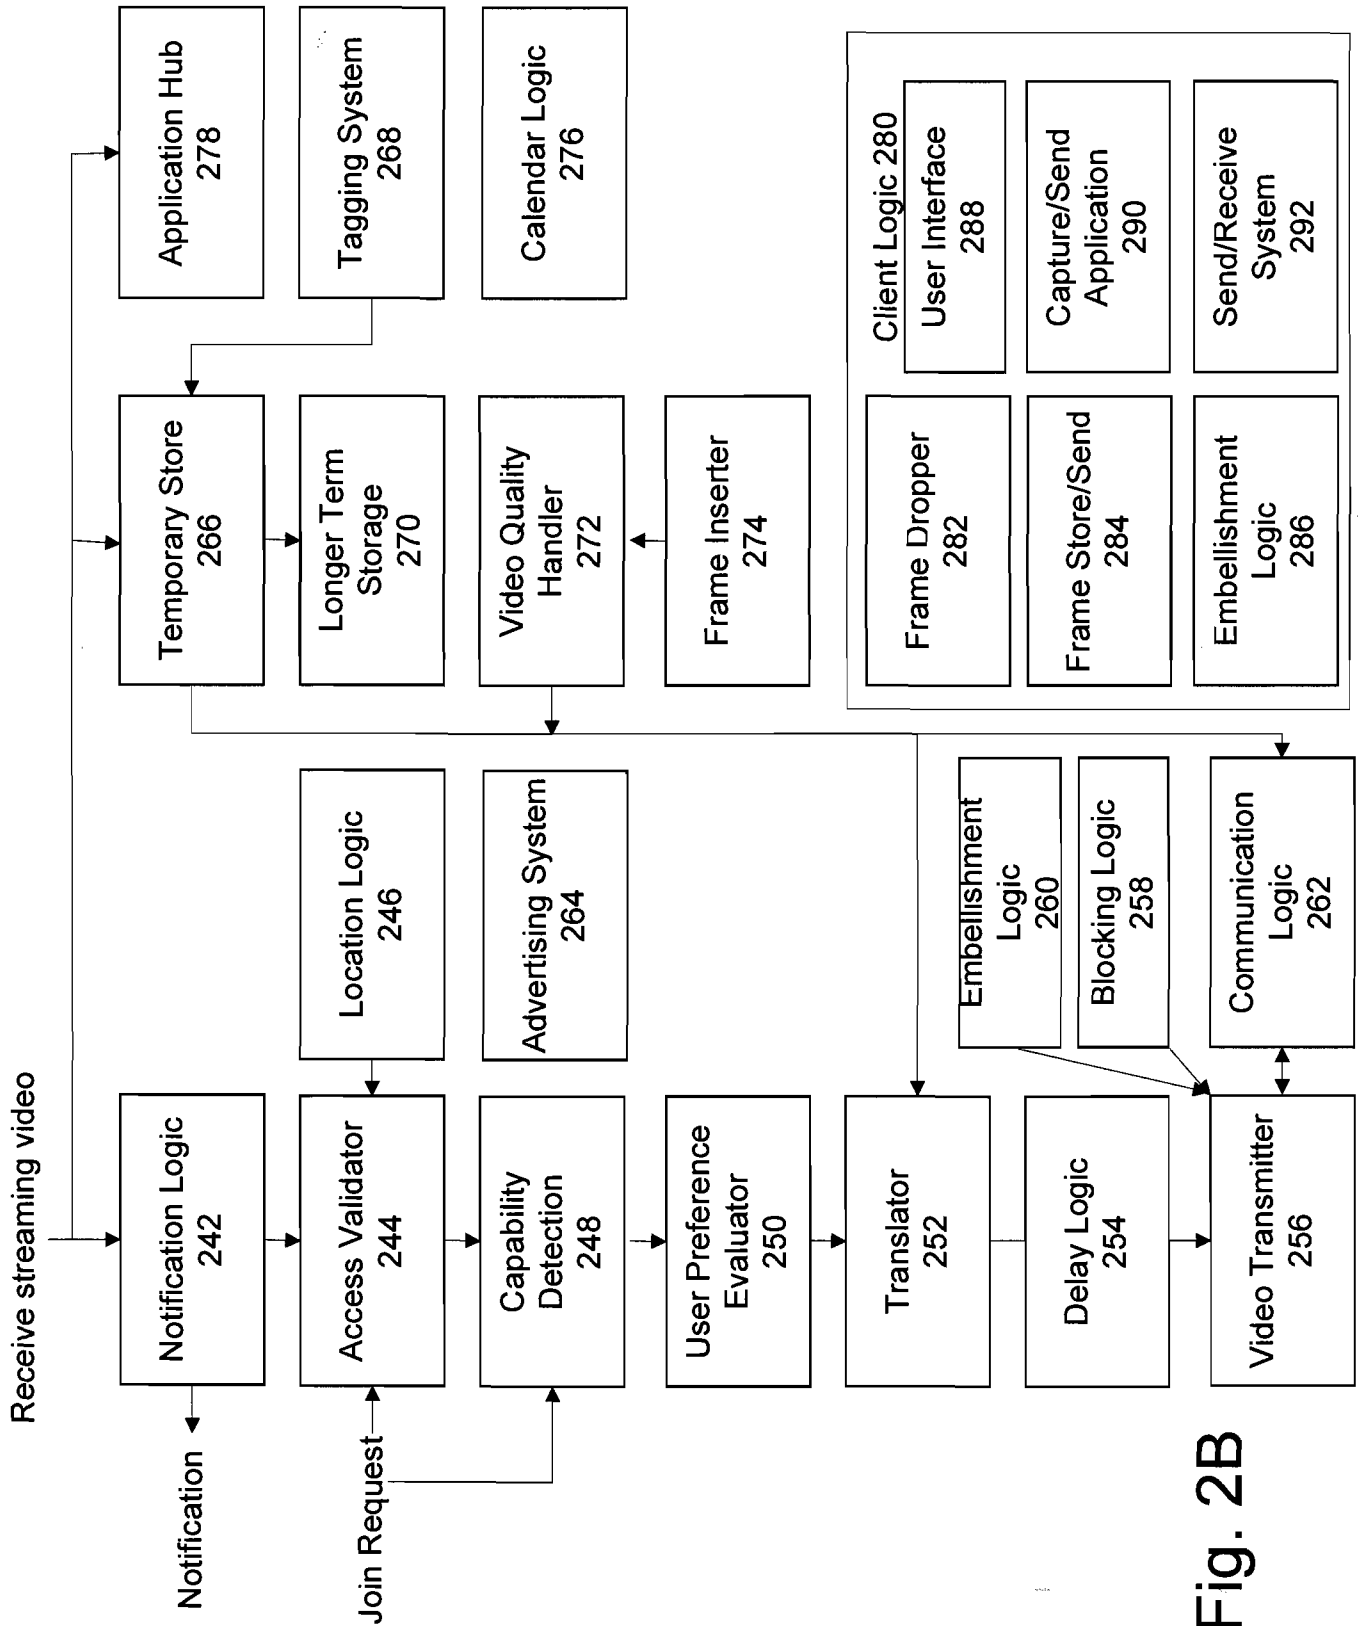 Receive streaming video
Notification
Notification Logic
242
Join Request
Access Validator
244
Location Logic
246
Capability
Detection
248
Advertising System
264
User Preference
Evaluator
250
Translator
252
Delay Logic
254
Video Transmitter
256
Embellishment
Logic
260
Blocking Logic
258
Communication
Logic
262
Temporary Store
266
Longer Term
Storage
270
Video Quality
Handler
272
Frame Inserter
274
Application Hub
278
Tagging System
268
Calendar Logic
276
Client Logic 280
Frame Dropper
282
User Interface
288
Frame Store/Send
284
Capture/Send
Application
290
Embellishment
Logic
286
Send/Receive
System
292
Fig. 2B